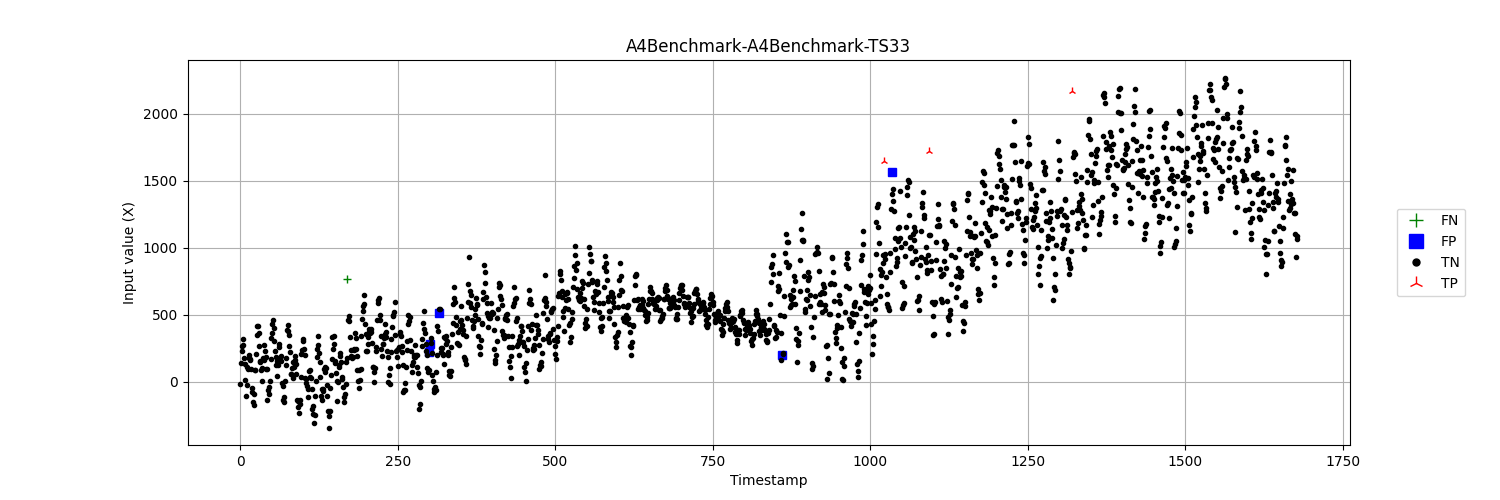 A4Benchmark-A4Benchmark-TS33
Input value (X)
2000
1500
1000
500
0
0 250 500 750 1000 1250 1500 1750
Timestamp
FN
FP
TN
TP